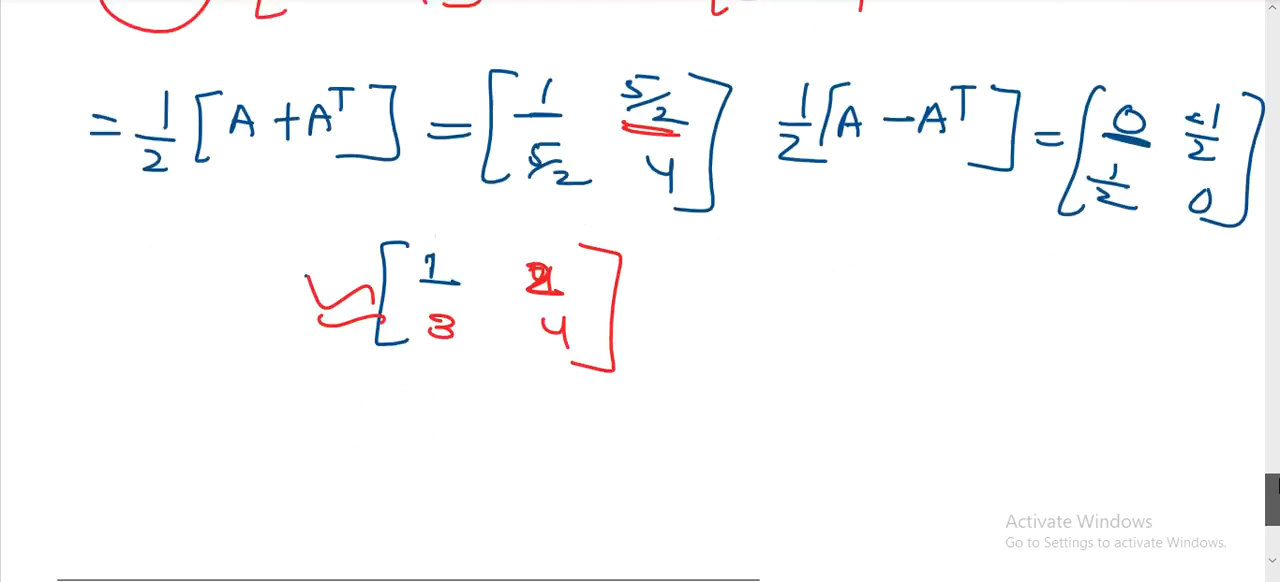 = 1/2 [A + A^T] = [1 5/2 5/2 4] 1/2 [A - A^T] = [0 -1/2 1/2 0]
[1 2
3 4]
Activate Windows
Go to Settings to activate Windows.